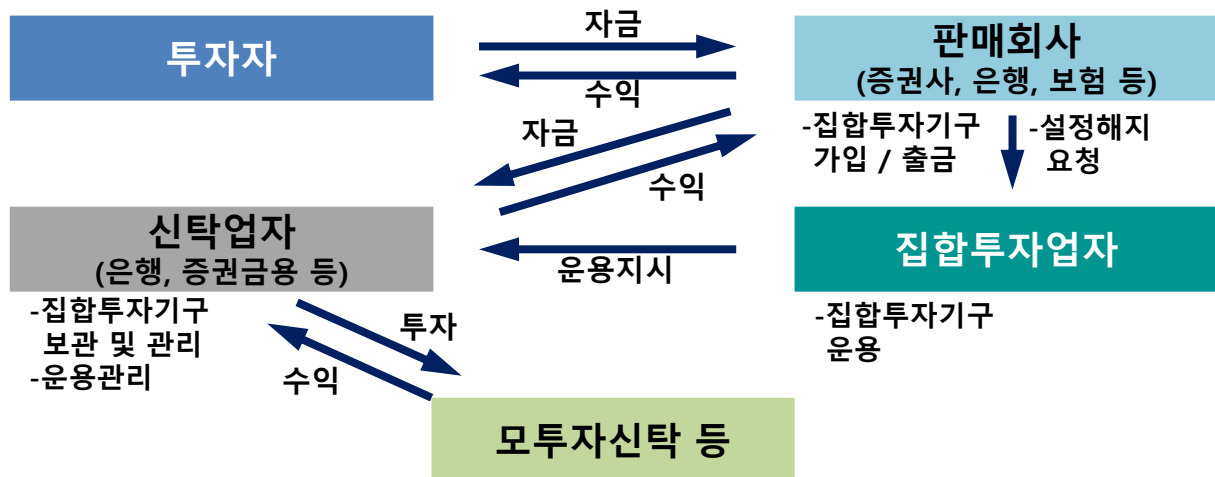 투자자
자금
수익
판매회사
(증권사, 은행, 보험 등)
자금
수익
-집합투자기구
가입 / 출금
-설정해지
요청
신탁업자
(은행, 증권금용 등)
운용지시
집합투자업자
-집합투자기구
보관 및 관리
-운용관리
투자
수익
-집합투자기구
운용
모투자신탁 등